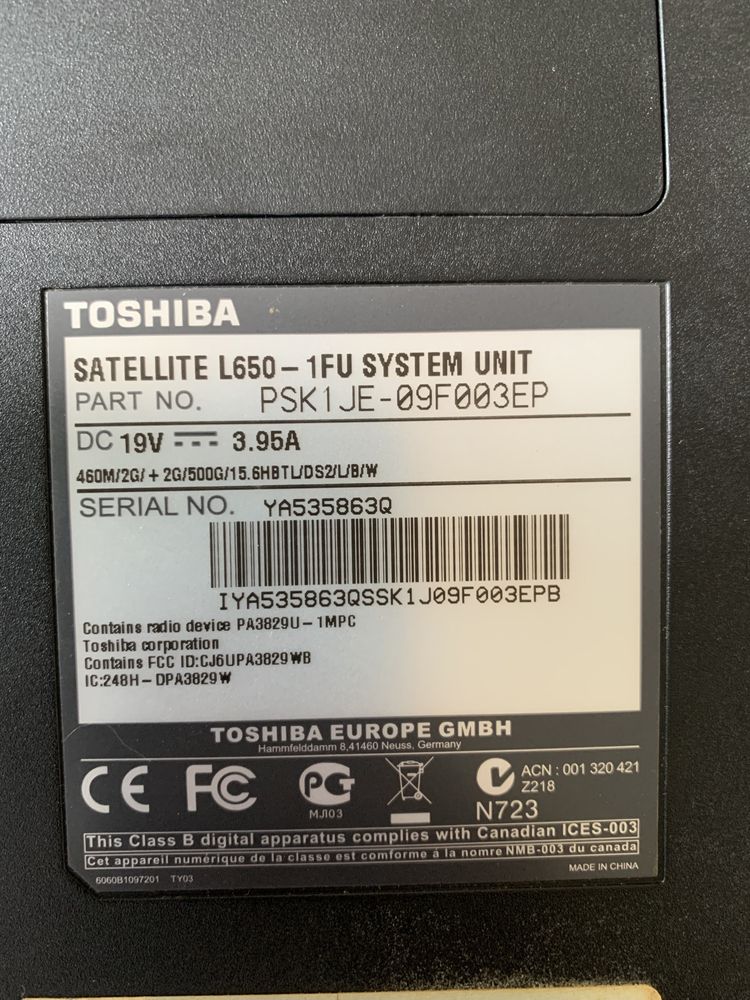 TOSHIBA
SATELLITE L650-1FU SYSTEM UNIT
PART NO. PSK1JE-09F003EP
DC 19V 3.95A
460M/2G/+2G/500G/15.6HBTL/DS2/L/B/W
SERIAL NO. YA535863Q
IYA535863QSSK1J09F003EPB
Contains radio device PA3829U-1MPC
Toshiba corporation
Contains FCC ID:CJ6UPA3829WB
IC:248H-DPA3829W
TOSHIBA EUROPE GMBH
Hammfelddamm 8,41460 Neuss, Germany
CE FC PG
МЛ03
ACN : 001 320 421
Z218
N723
This Class B digital apparatus complies with Canadian ICES-003
Cet appareil numérique de la classe est conforme á la nomre NMB-003 du canada
MADE IN CHINA
6060B1097201 TY03